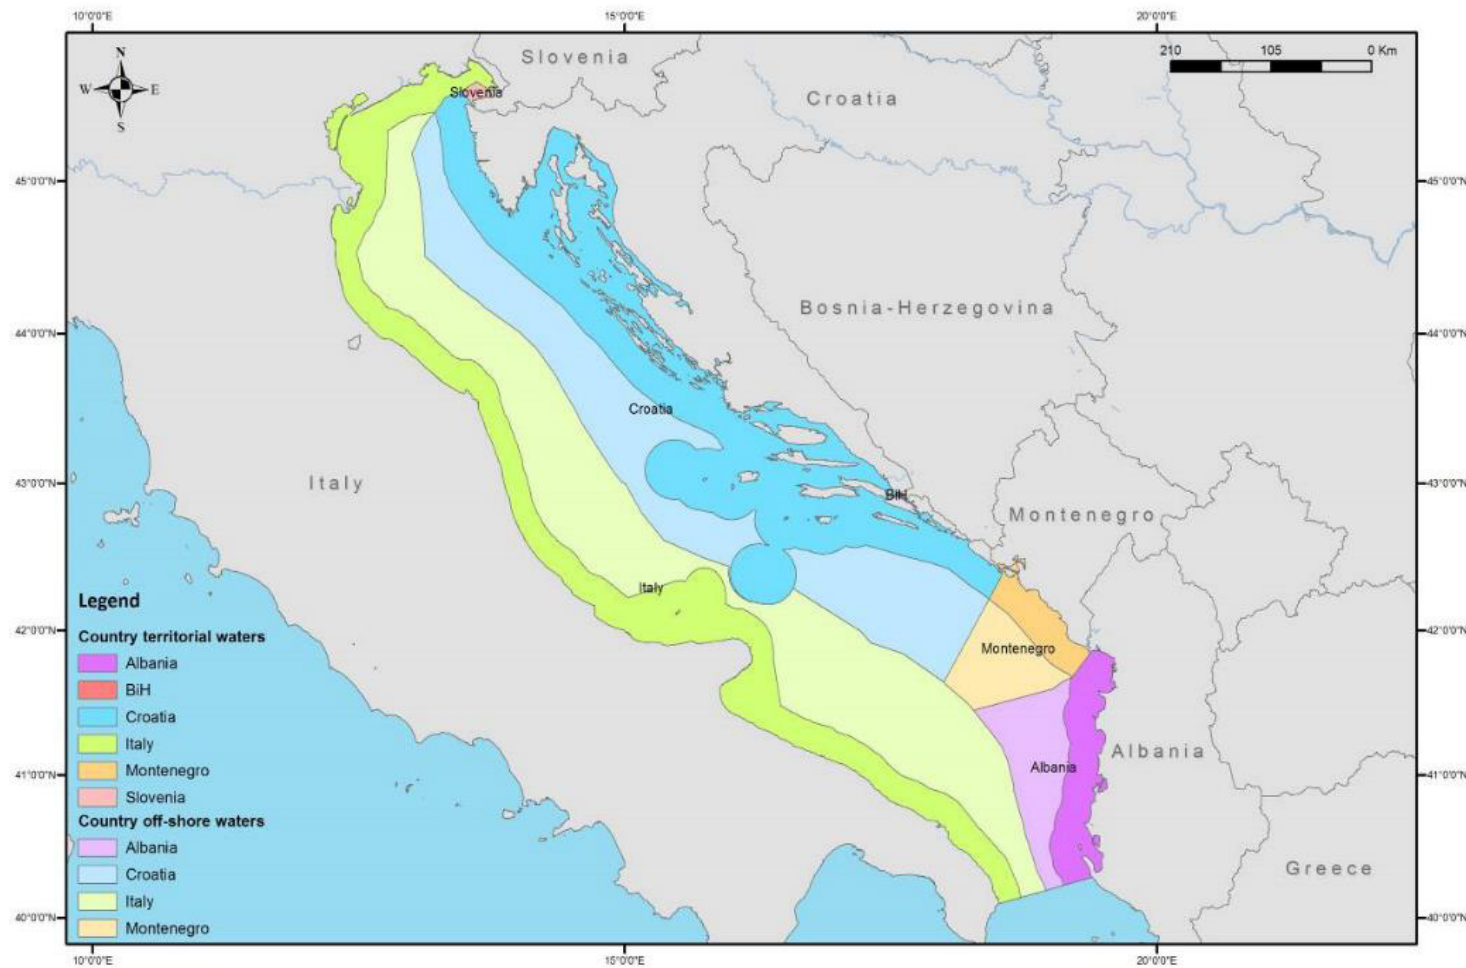 10°0'0"E 15°0'0"E 20°0'0"E
N
W E
S
210 105 0 Km
Slovenia
Slovenia
Croatia
45°0'0"N 45°0'0"N
Bosnia-Herzegovina
44°0'0"N 44°0'0"N
Croatia
Italy
43°0'0"N 43°0'0"N
BiH
Montenegro
Italy
42°0'0"N 42°0'0"N
Montenegro
Albania
Albania
41°0'0"N 41°0'0"N
Greece
40°0'0"N 40°0'0"N
Legend
Country territorial waters
Albania
BiH
Croatia
Italy
Montenegro
Slovenia
Country off-shore waters
Albania
Croatia
Italy
Montenegro
10°0'0"E 15°0'0"E 20°0'0"E